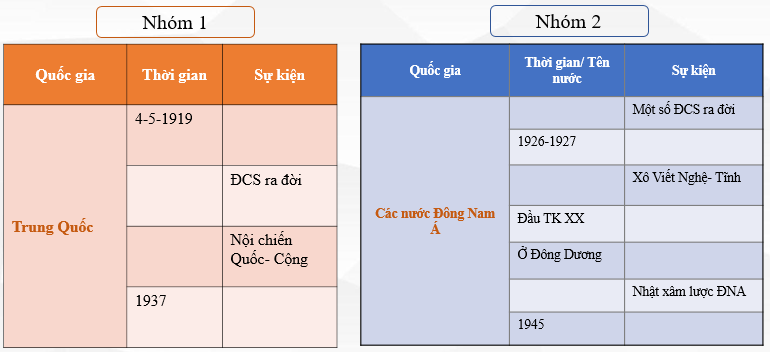 Nhóm 1
Quốc gia
Thời gian
Sự kiện
Trung Quốc
4-5-1919
ĐCS ra đời
Nội chiến
Quốc- Cộng
1937
Nhóm 2
Quốc gia
Thời gian/ Tên
nước
Sự kiện
Các nước Đông Nam
Á
Một số ĐCS ra đời
1926-1927
Xô Viết Nghệ- Tĩnh
Đầu TK XX
Ở Đông Dương
Nhật xâm lược ĐNA
1945